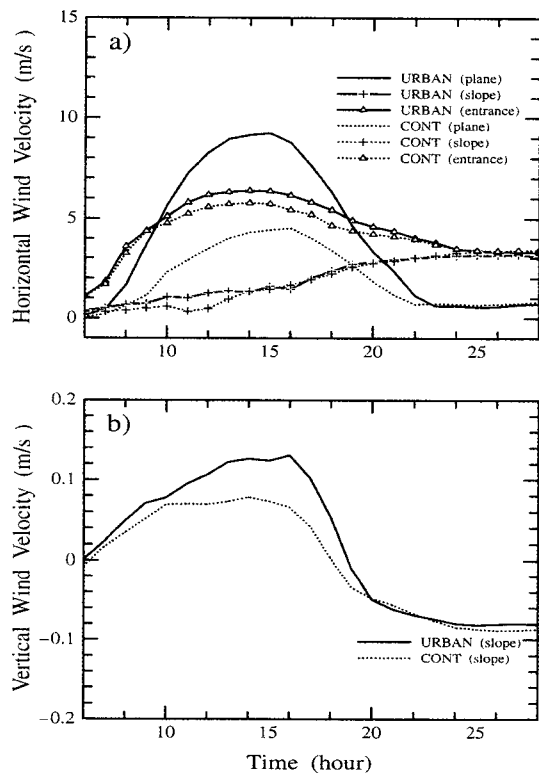 a)
Horizontal Wind Velocity (m/s)
15
10
5
0
URBAN (plane)
URBAN (slope)
URBAN (entrance)
CONT (plane)
CONT (slope)
CONT (entrance)
10 15 20 25
b)
Vertical Wind Velocity (m/s)
0.2
0.1
0
−0.1
−0.2
URBAN (slope)
CONT (slope)
10 15 20 25
Time (hour)